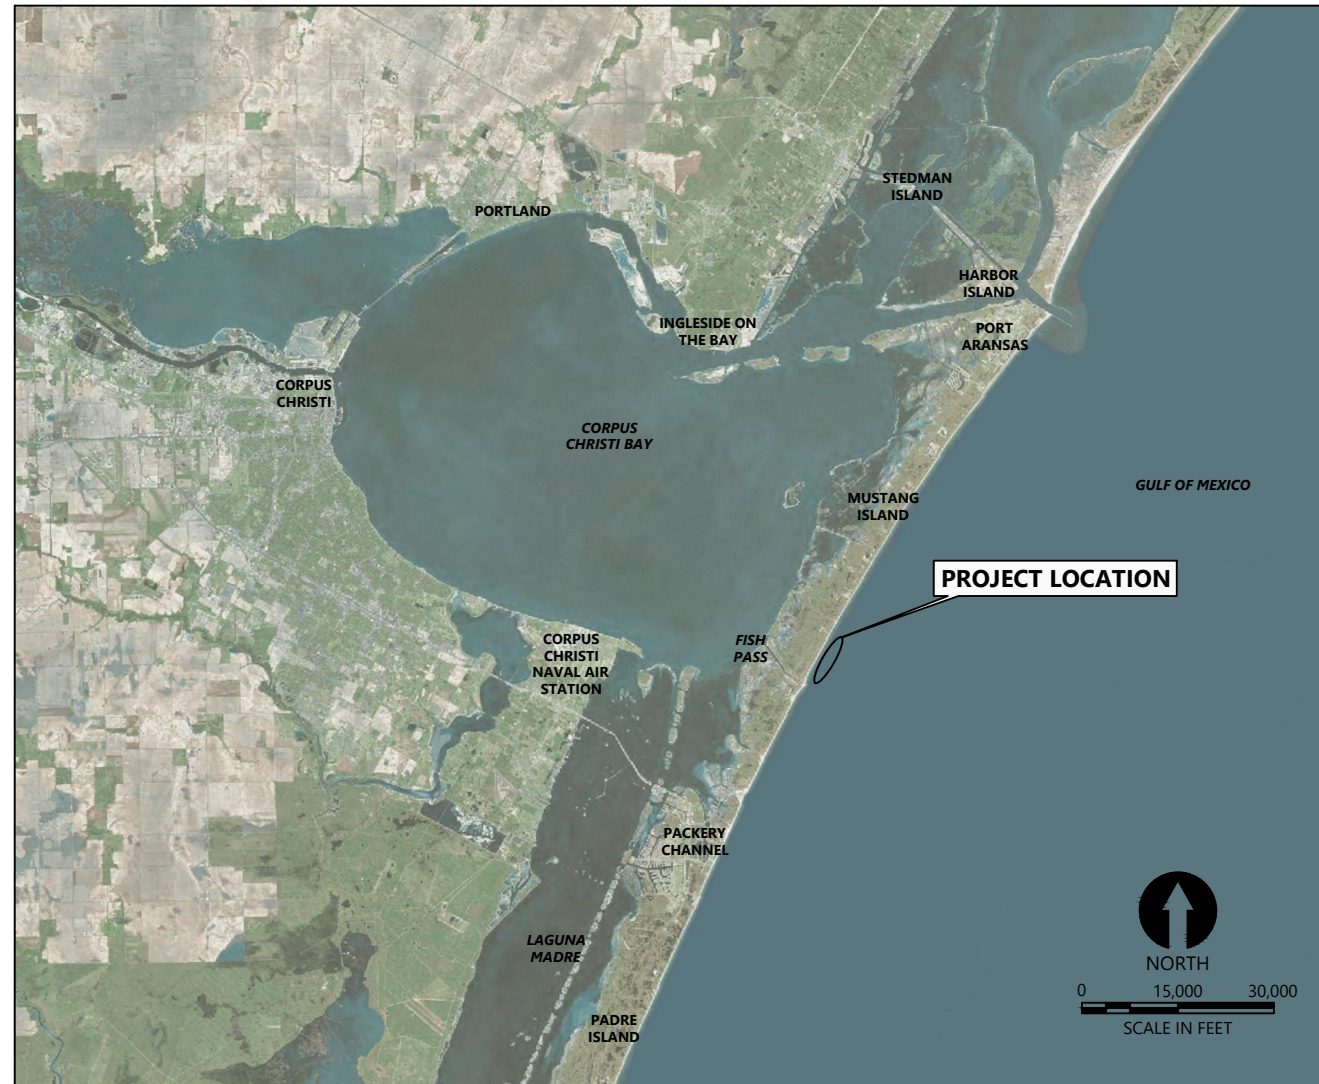 STEDMAN
ISLAND
PORTLAND
HARBOR
ISLAND
INGLESIDE ON
THE BAY
PORT
ARANSAS
CORPUS
CHRISTI
CORPUS
CHRISTI BAY
GULF OF MEXICO
MUSTANG
ISLAND
PROJECT LOCATION
FISH
PASS
CORPUS
CHRISTI
NAVAL AIR
STATION
PACKERY
CHANNEL
LAGUNA
MADRE
NORTH
0 15,000 30,000
SCALE IN FEET
PADRE
ISLAND